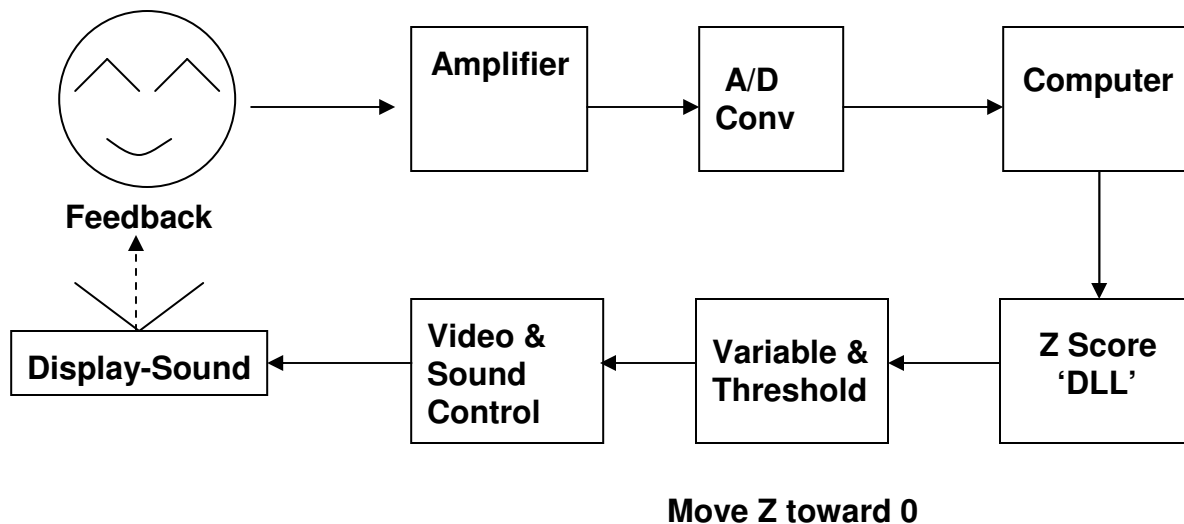 Amplifier
A/D
Conv
Computer
Feedback
Display-Sound
Video &
Sound
Control
Variable &
Threshold
Z Score
‘DLL’
Move Z toward 0